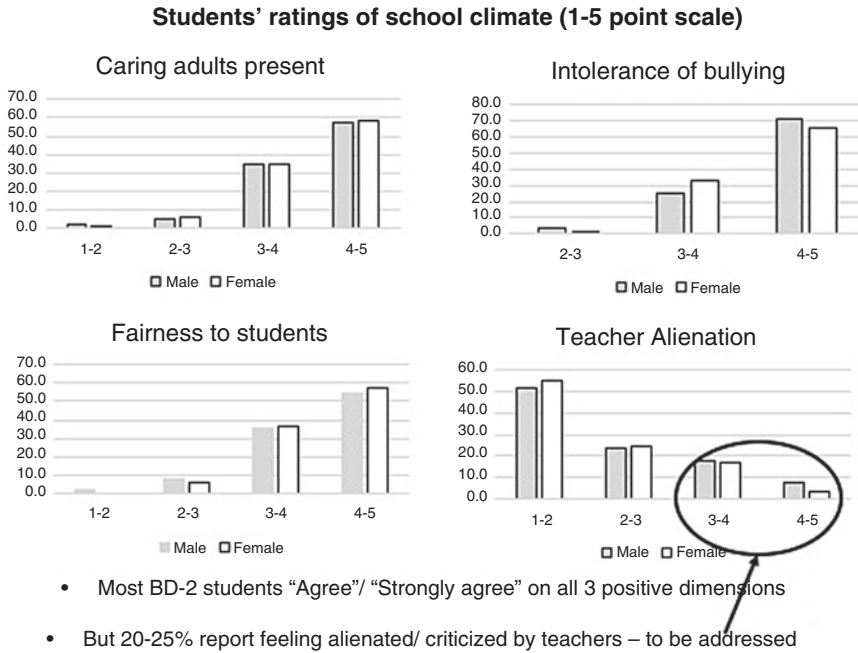 Students’ ratings of school climate (1-5 point scale)
Caring adults present
70.0
60.0
50.0
40.0
30.0
20.0
10.0
0.0
1-2 2-3 3-4 4-5
Male Female
Intolerance of bullying
80.0
70.0
60.0
50.0
40.0
30.0
20.0
10.0
0.0
2-3 3-4 4-5
Male Female
Fairness to students
70.0
60.0
50.0
40.0
30.0
20.0
10.0
0.0
1-2 2-3 3-4 4-5
Male Female
Teacher Alienation
60.0
50.0
40.0
30.0
20.0
10.0
0.0
1-2 2-3 3-4 4-5
Male Female
• Most BD-2 students “Agree”/ “Strongly agree” on all 3 positive dimensions
• But 20-25% report feeling alienated/ criticized by teachers – to be addressed